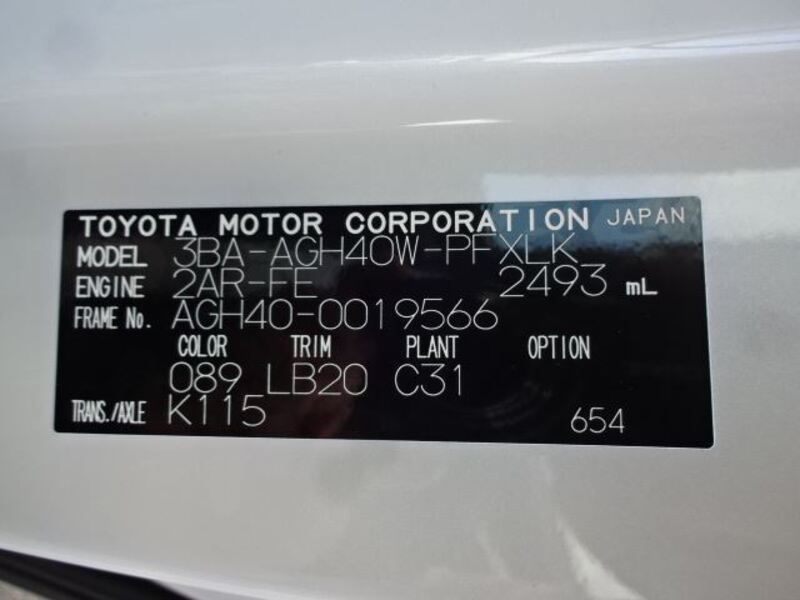 TOYOTA MOTOR CORPORATION JAPAN
MODEL 3BA-AGH40W-PFXLK
ENGINE 2AR-FE 2493 mL
FRAME No. AGH40-0019566
COLOR TRIM PLANT OPTION
089 LB20 C31
TRANS./AXLE K115 654